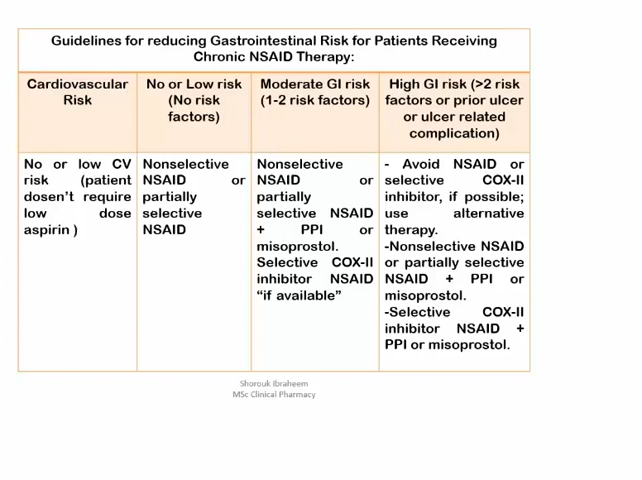 Guidelines for reducing Gastrointestinal Risk for Patients Receiving
Chronic NSAID Therapy:
Cardiovascular
Risk
No or Low risk
(No risk
factors)
Moderate GI risk
(1-2 risk factors)
High GI risk (>2 risk
factors or prior ulcer
or ulcer related
complication)
No or low CV
risk (patient
dosen't require
low dose
aspirin )
Nonselective
NSAID or
partially
selective
NSAID
Nonselective
NSAID or
partially
selective NSAID
+ PPI or
misoprostol.
Selective COX-II
inhibitor NSAID
“if available”
- Avoid NSAID or
selective COX-II
inhibitor, if possible;
use alternative
therapy.
-Nonselective NSAID
or partially selective
NSAID + PPI or
misoprostol.
-Selective COX-II
inhibitor NSAID +
PPI or misoprostol.
Shorouk Ibraheem
MSc Clinical Pharmacy